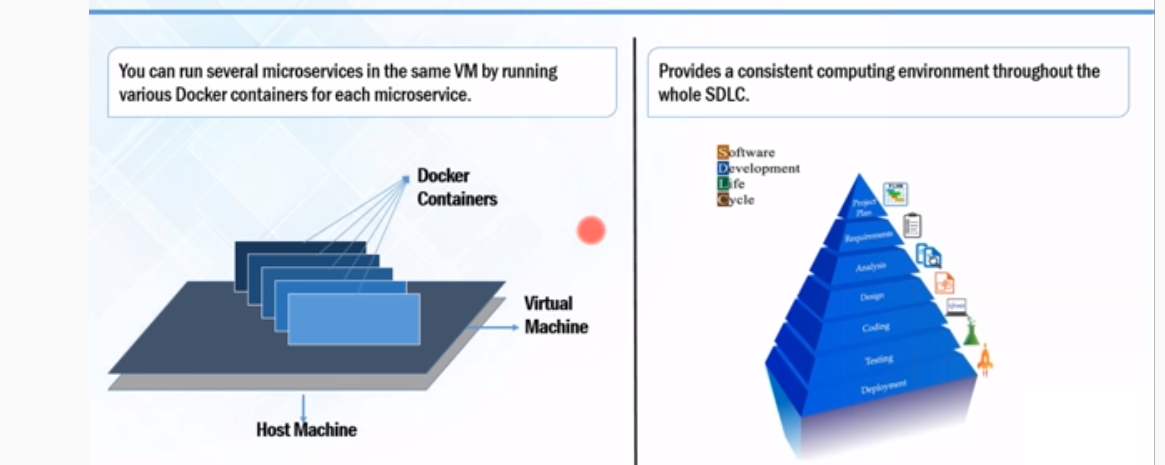 You can run several microservices in the same VM by running
various Docker containers for each microservice.
Docker
Containers
Virtual
Machine
Host Machine
Provides a consistent computing environment throughout the
whole SDLC.
Software
Development
Life
Cycle
Project
Plan
Requirements
Analysis
Design
Coding
Testing
Deployment